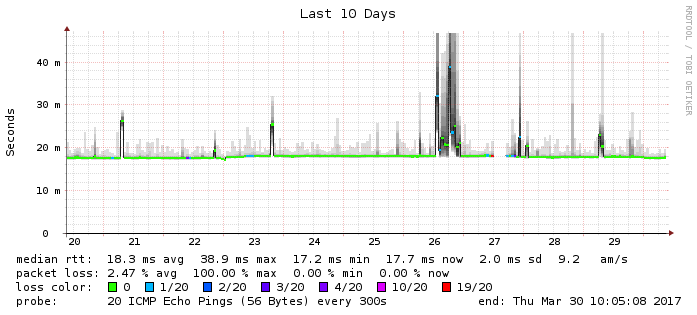 Last 10 Days
RRDTOOL / TOBI OETIKER
Seconds
40 m
30 m
20 m
10 m
0
20 21 22 23 24 25 26 27 28 29
median rtt: 18.3 ms avg 38.9 ms max 17.2 ms min 17.7 ms now 2.0 ms sd 9.2 am/s
packet loss: 2.47 % avg 100.00 % max 0.00 % min 0.00 % now
loss color: 0 1/20 2/20 3/20 4/20 10/20 19/20
probe: 20 ICMP Echo Pings (56 Bytes) every 300s end: Thu Mar 30 10:05:08 2017